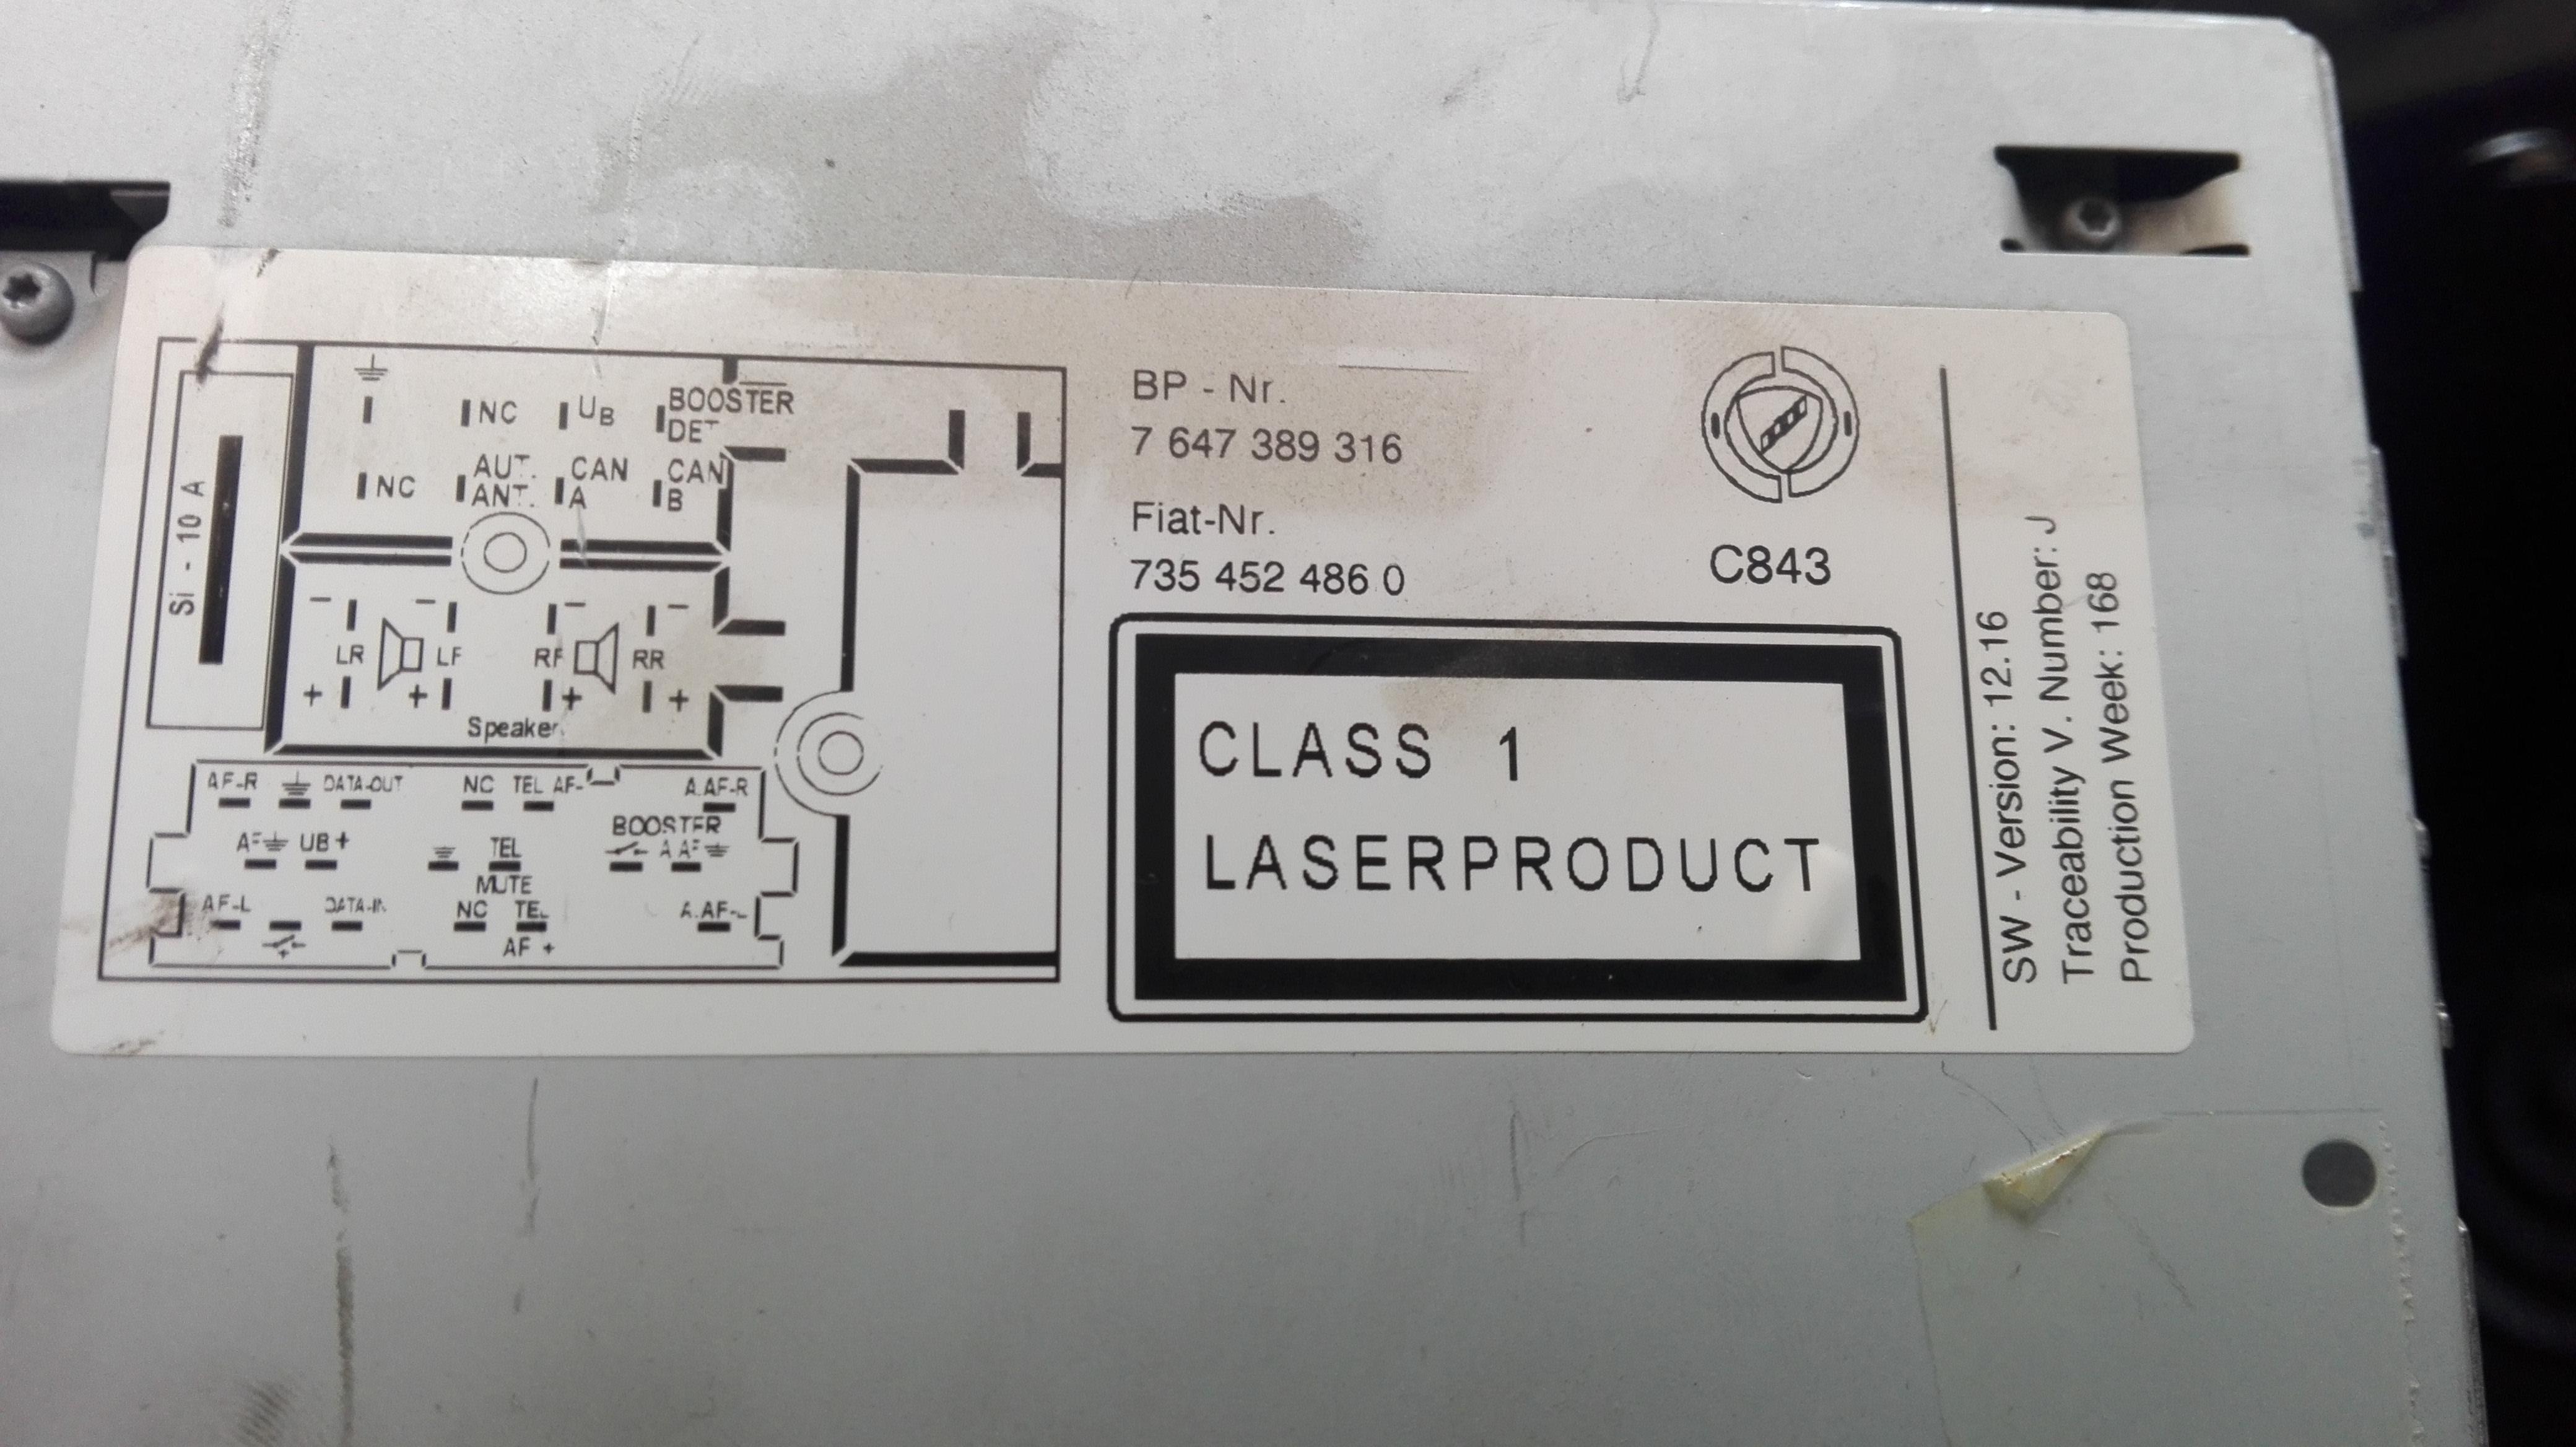 Si - 10 A
NC
UB
BOOSTER
DET
NC
AUT.
ANT.
CAN
A
CAN
B
- - - -
LR LF RF RR
+ + + +
Speaker
AF-R DATA-OUT NC TEL AF- A.AF-R
BOOSTER
AF UB+ TEL A AF
MUTE
AF-L DATA-IN NC TEL A.AF-L
AF +
BP - Nr.
7 647 389 316
Fiat-Nr.
735 452 486 0
C843
CLASS 1
LASERPRODUCT
SW - Version: 12.16
Traceability V. Number: J
Production Week: 168